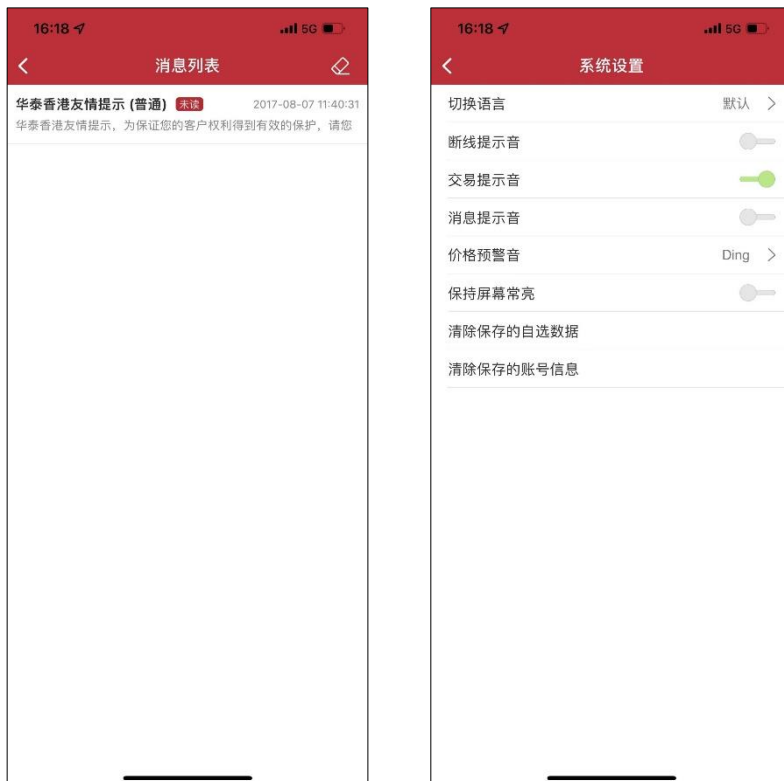 16:18
5G
消息列表
华泰香港友情提示 (普通) 未读 2017-08-07 11:40:31
华泰香港友情提示，为保证您的客户权利得到有效的保护，请您
16:18
5G
系统设置
切换语言 默认
断线提示音
交易提示音
消息提示音
价格预警音 Ding
保持屏幕常亮
清除保存的自选数据
清除保存的账号信息